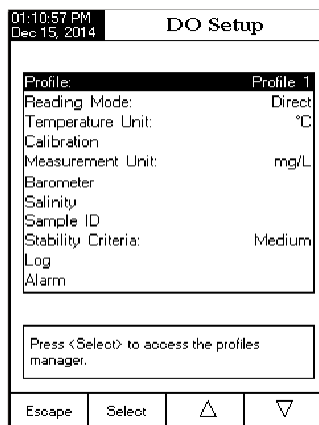 01:10:57 PM
Dec 15, 2014
DO Setup
Profile: Profile 1
Reading Mode: Direct
Temperature Unit: °C
Calibration
Measurement Unit: mg/L
Barometer
Salinity
Sample ID
Stability Criteria: Medium
Log
Alarm
Press <Select> to access the profiles
manager.
Escape Select △ ▽